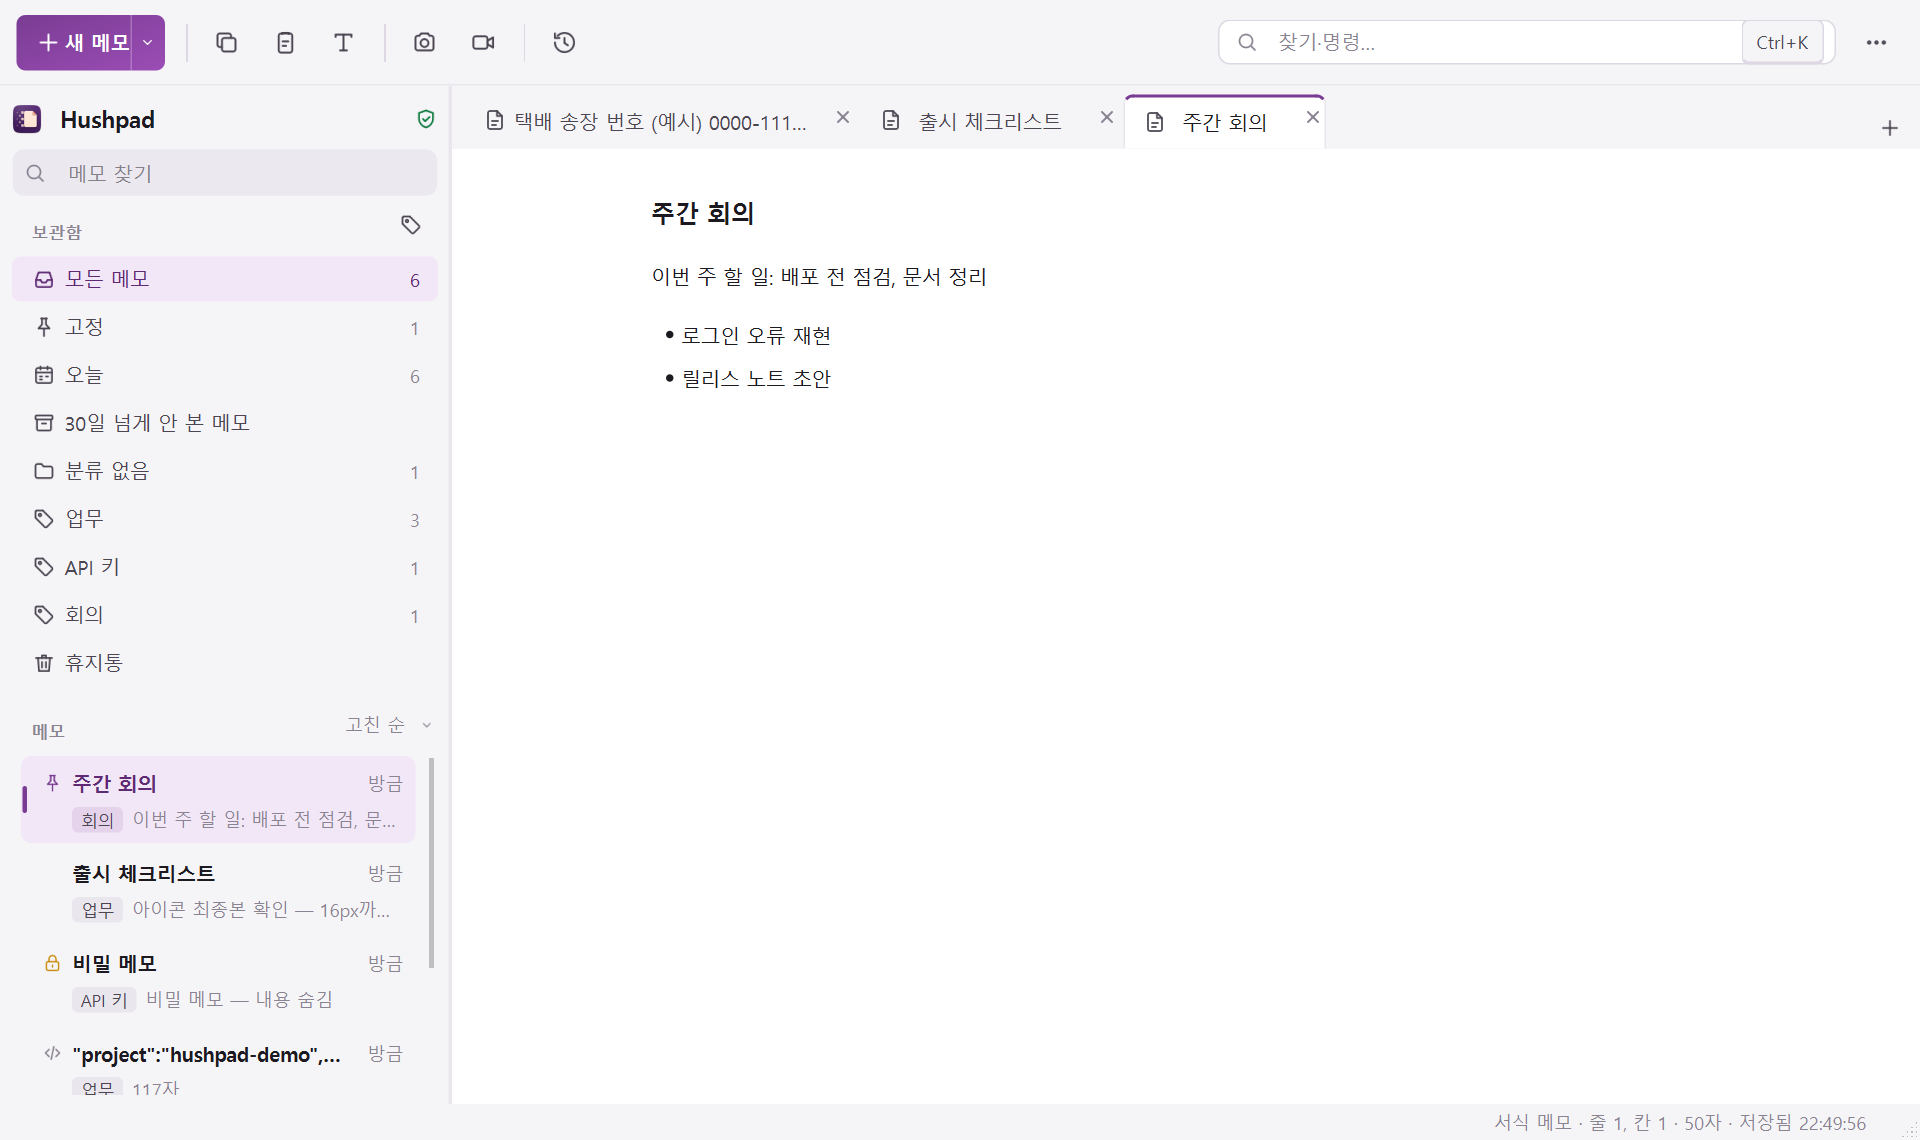 새 메모
찾기·명령...
Ctrl+K
Hushpad
메모 찾기
보관함
모든 메모 6
고정 1
오늘 6
30일 넘게 안 본 메모
분류 없음 1
업무 3
API 키 1
회의 1
휴지통
메모 고친 순
주간 회의 방금
회의 이번 주 할 일: 배포 전 점검, 문...
출시 체크리스트 방금
업무 아이콘 최종본 확인 — 16px까...
비밀 메모 방금
API 키 비밀 메모 — 내용 숨김
"project":"hushpad-demo",... 방금
업무 117자
택배 송장 번호 (예시) 0000-111...
출시 체크리스트
주간 회의
주간 회의
이번 주 할 일: 배포 전 점검, 문서 정리
• 로그인 오류 재현
• 릴리스 노트 초안
서식 메모 · 줄 1, 칸 1 · 50자 · 저장됨 22:49:56